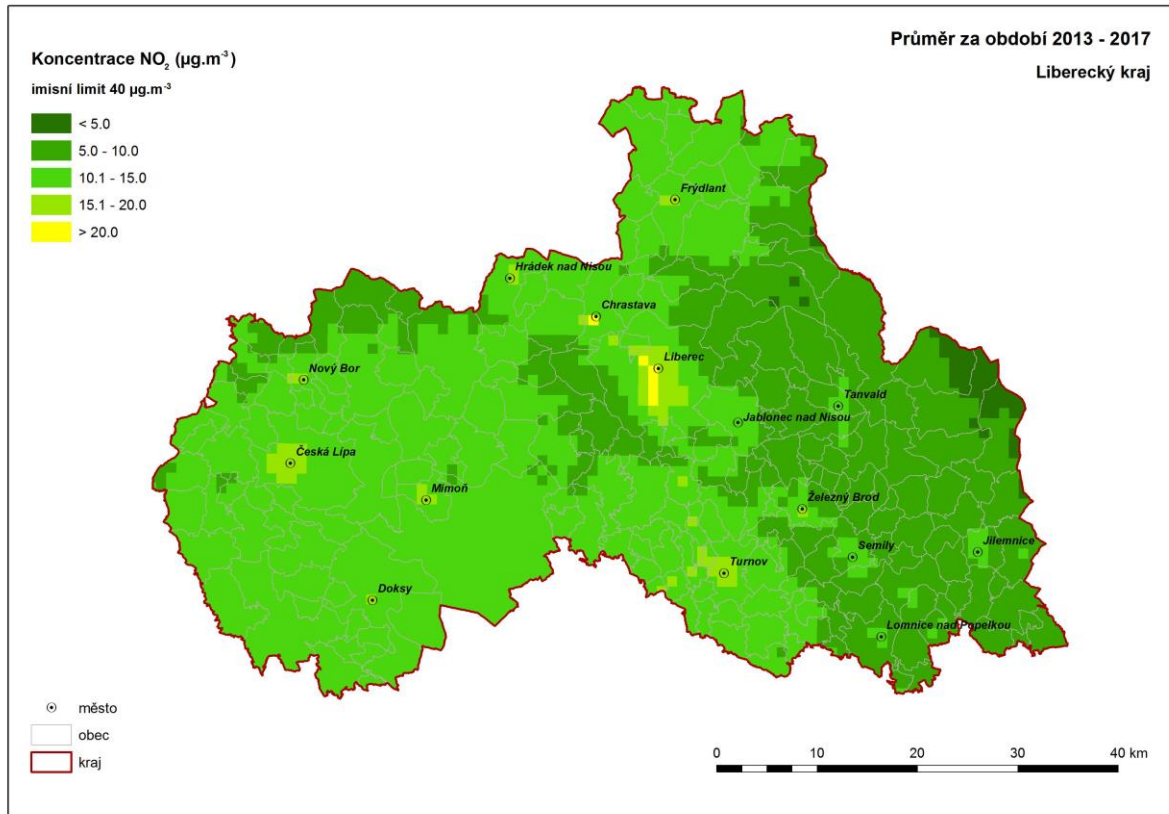 Koncentrace NO₂ (µg.m⁻³)
imisní limit 40 µg.m⁻³
< 5.0
5.0 - 10.0
10.1 - 15.0
15.1 - 20.0
> 20.0
Průměr za období 2013 - 2017
Liberecký kraj
Frýdlant
Hrádek nad Nisou
Chrastava
Liberec
Nový Bor
Tanvald
Jablonec nad Nisou
Česká Lípa
Mimoň
Železný Brod
Semily
Jilemnice
Turnov
Doksy
Lomnice nad Popelkou
město
obec
kraj
0 10 20 30 40 km